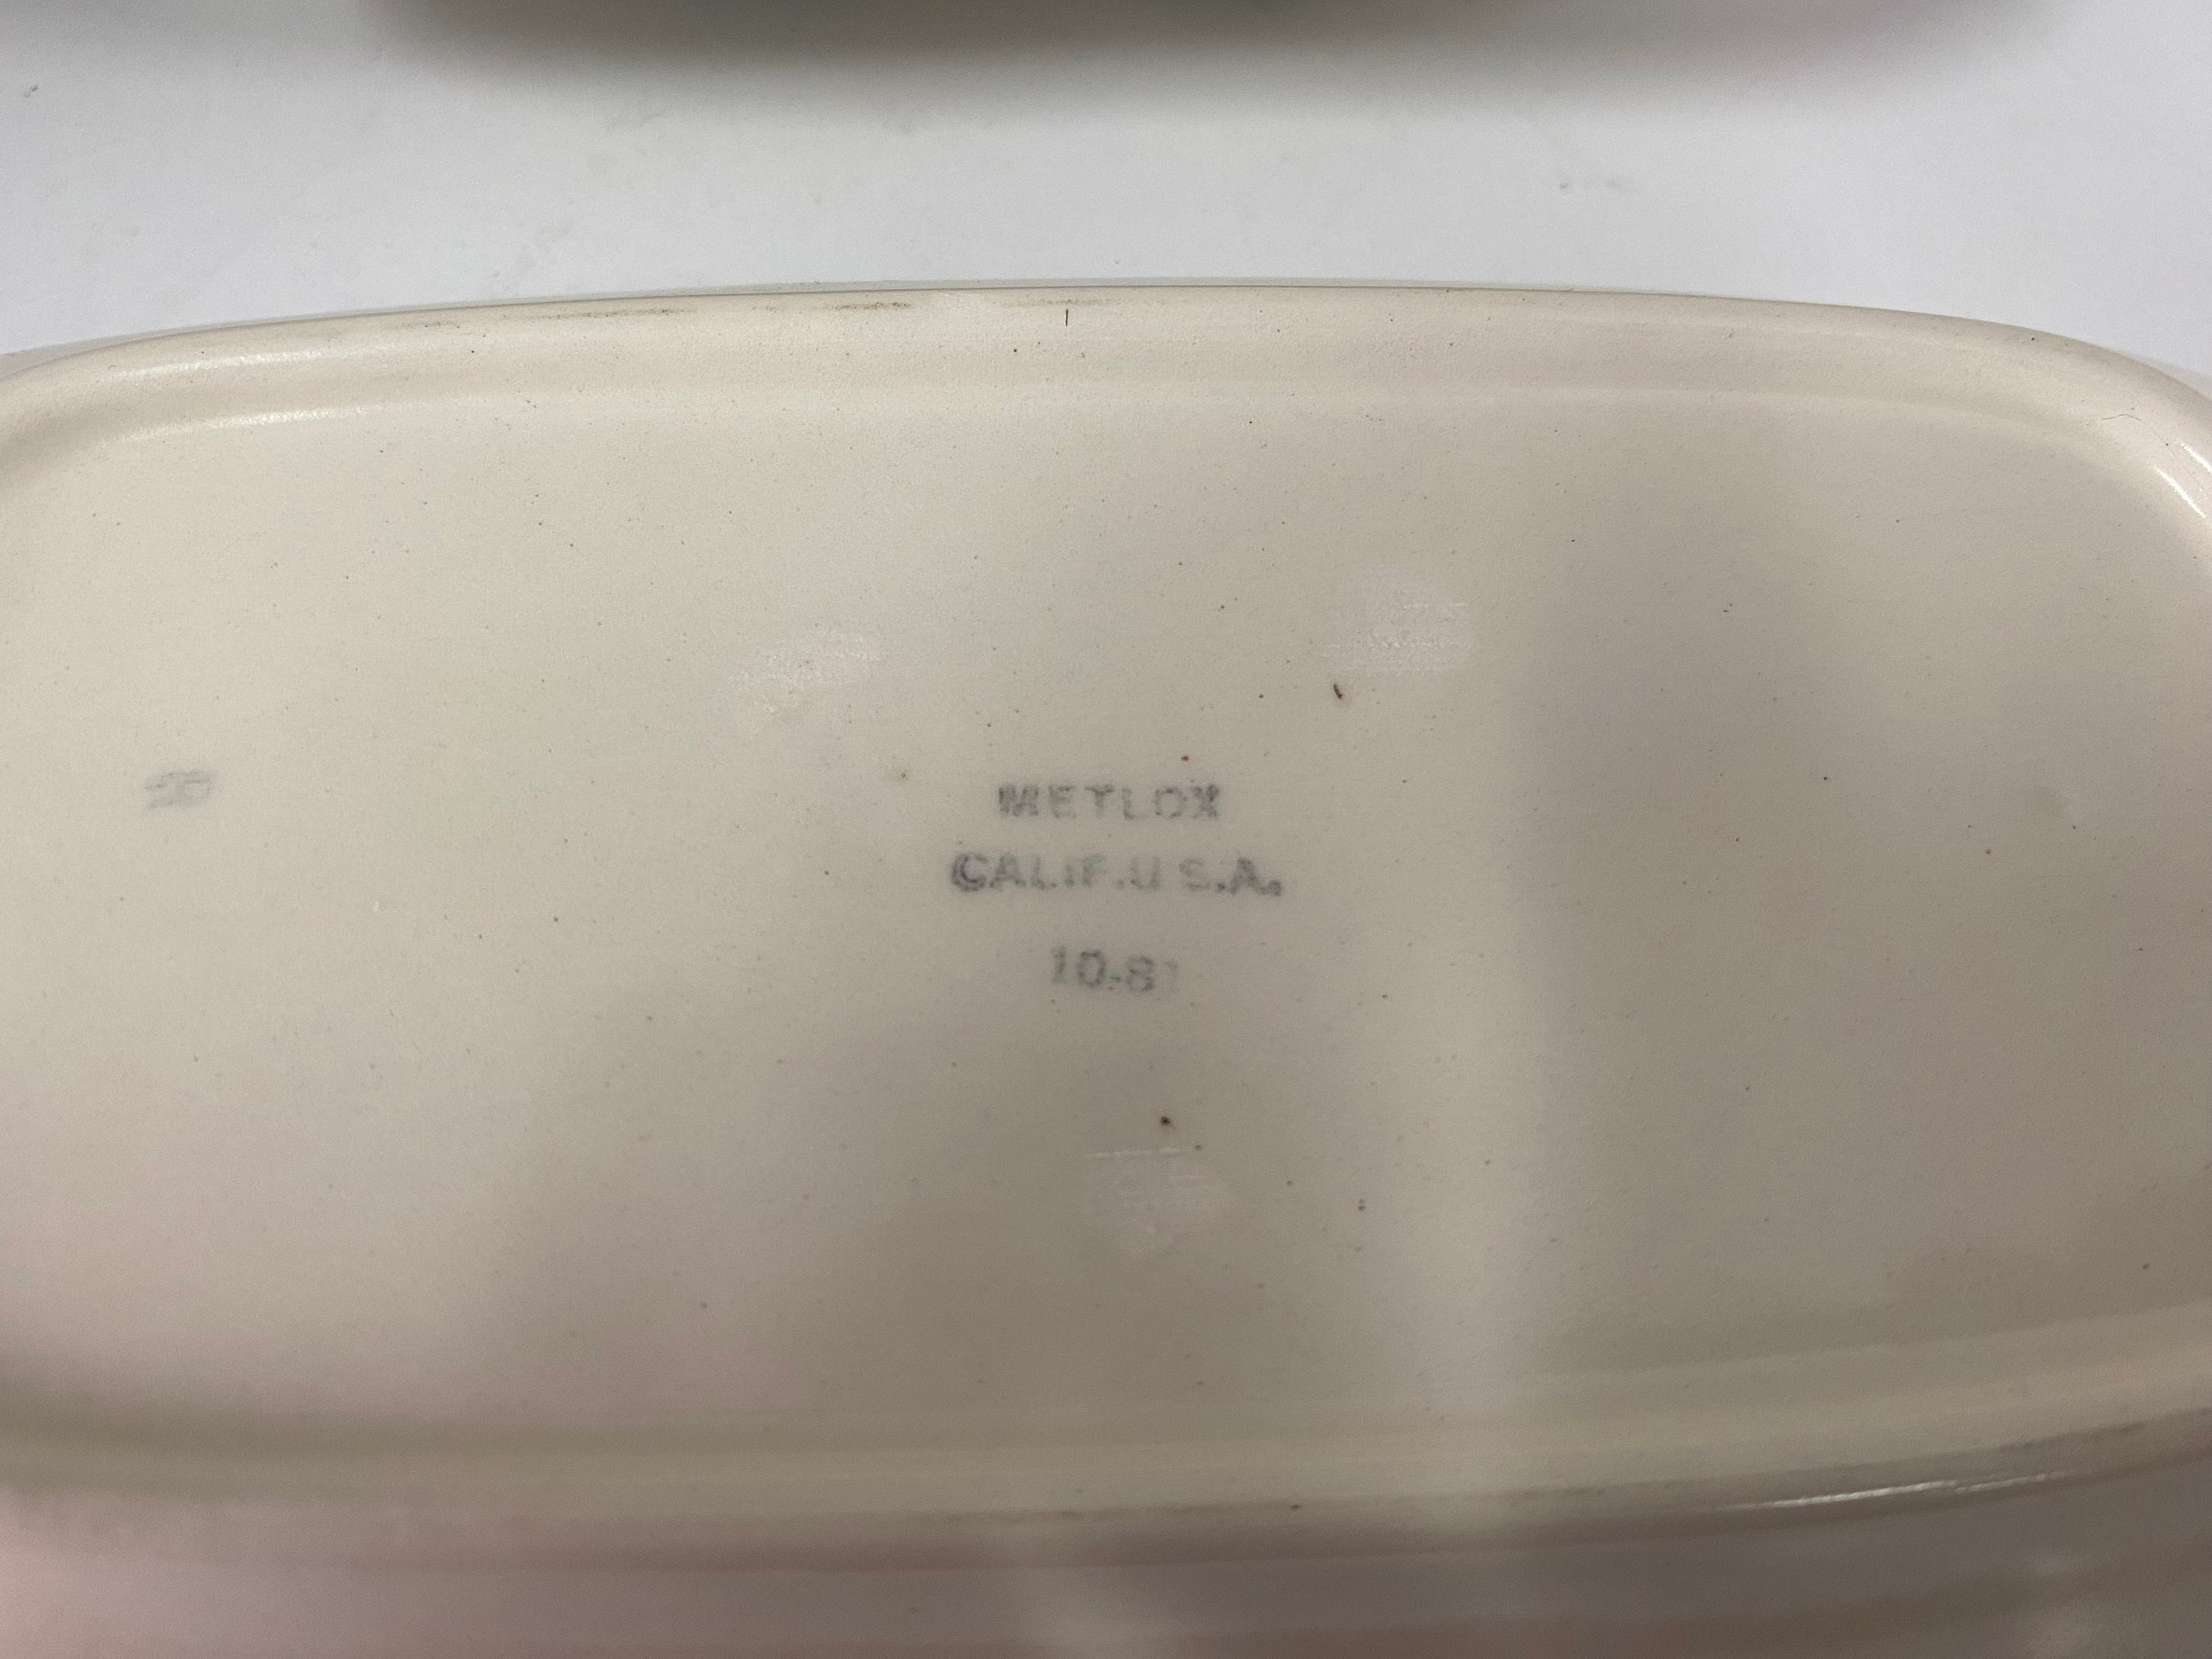 METLOX
CALIF. U S.A.
10-81